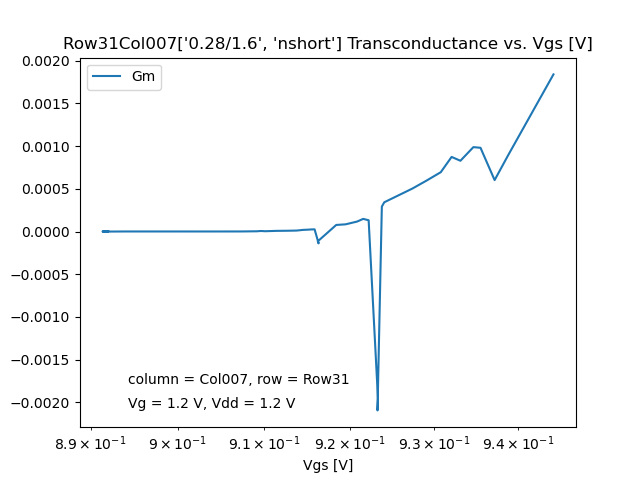 Row31Col007['0.28/1.6', 'nshort'] Transconductance vs. Vgs [V]
Gm
0.0020
0.0015
0.0010
0.0005
0.0000
−0.0005
−0.0010
−0.0015
−0.0020
column = Col007, row = Row31
Vg = 1.2 V, Vdd = 1.2 V
8.9 × 10⁻¹ 9 × 10⁻¹ 9.1 × 10⁻¹ 9.2 × 10⁻¹ 9.3 × 10⁻¹ 9.4 × 10⁻¹
Vgs [V]